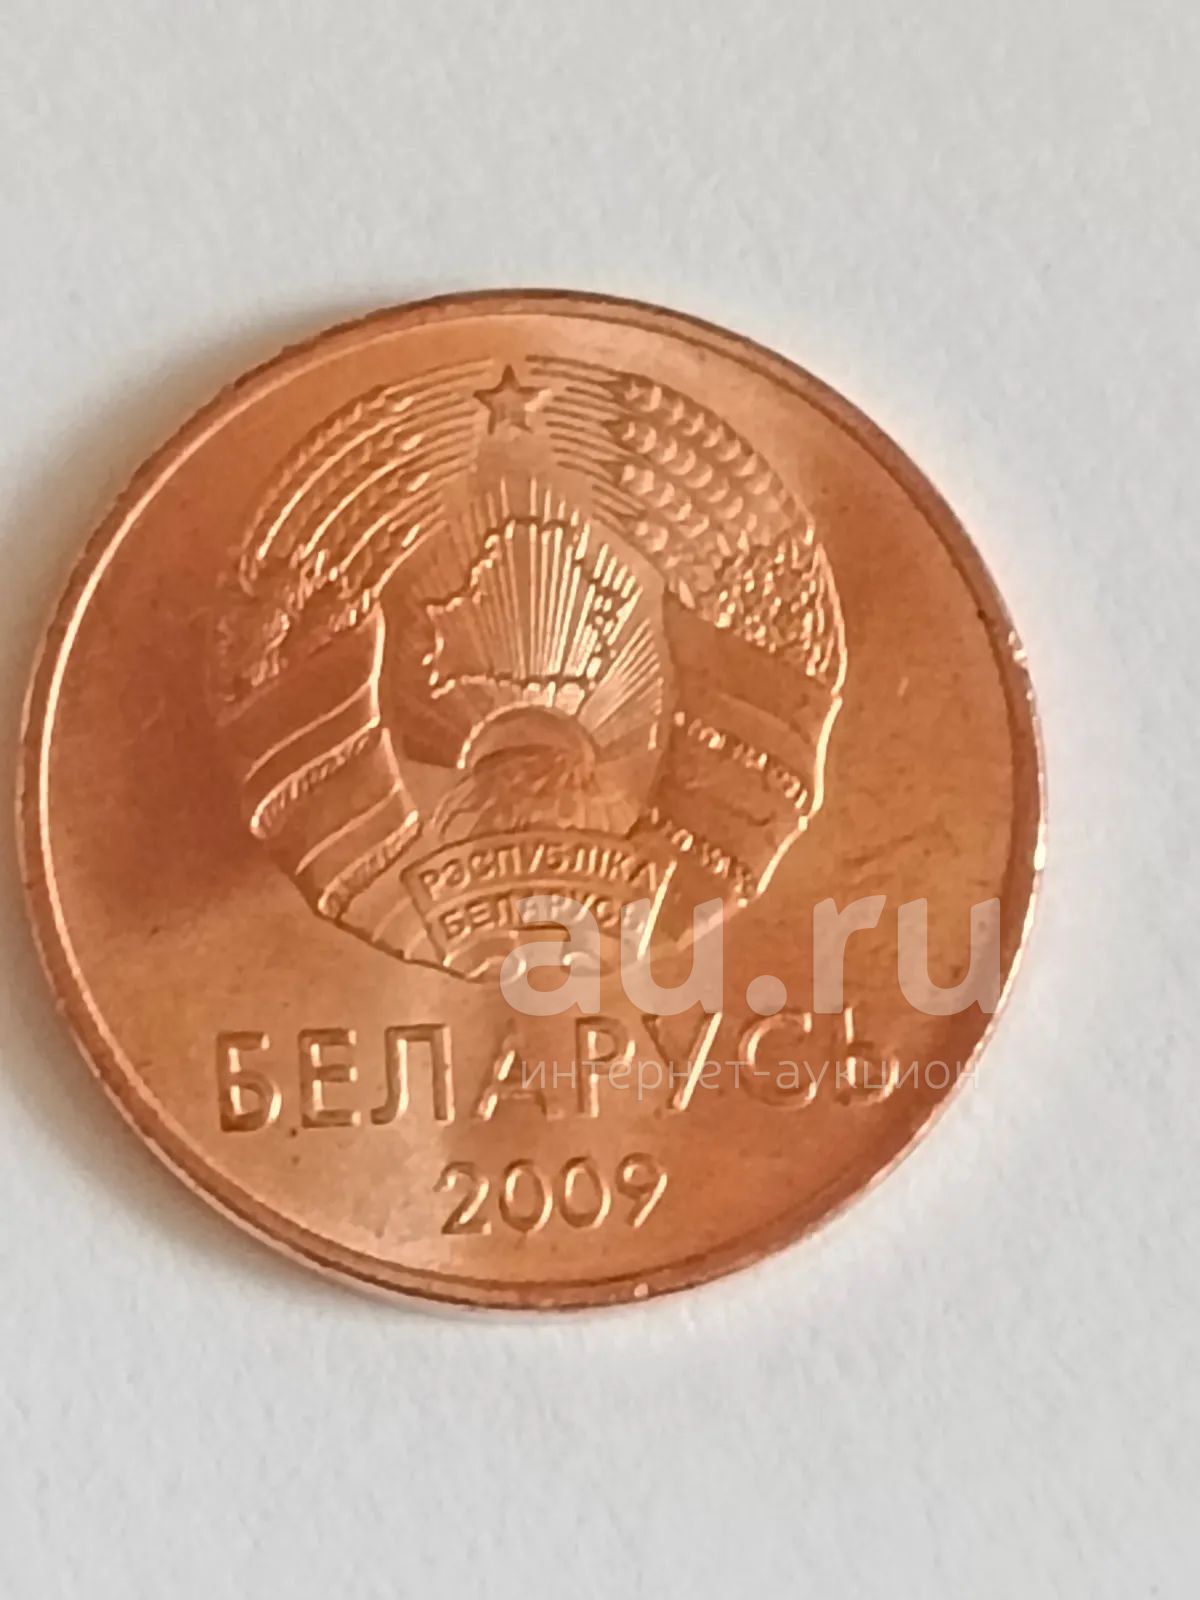 РЭСПУБЛІКА
БЕЛАРУСЬ
au.ru
интернет-аукцион
БЕЛАРУСЬ
2009